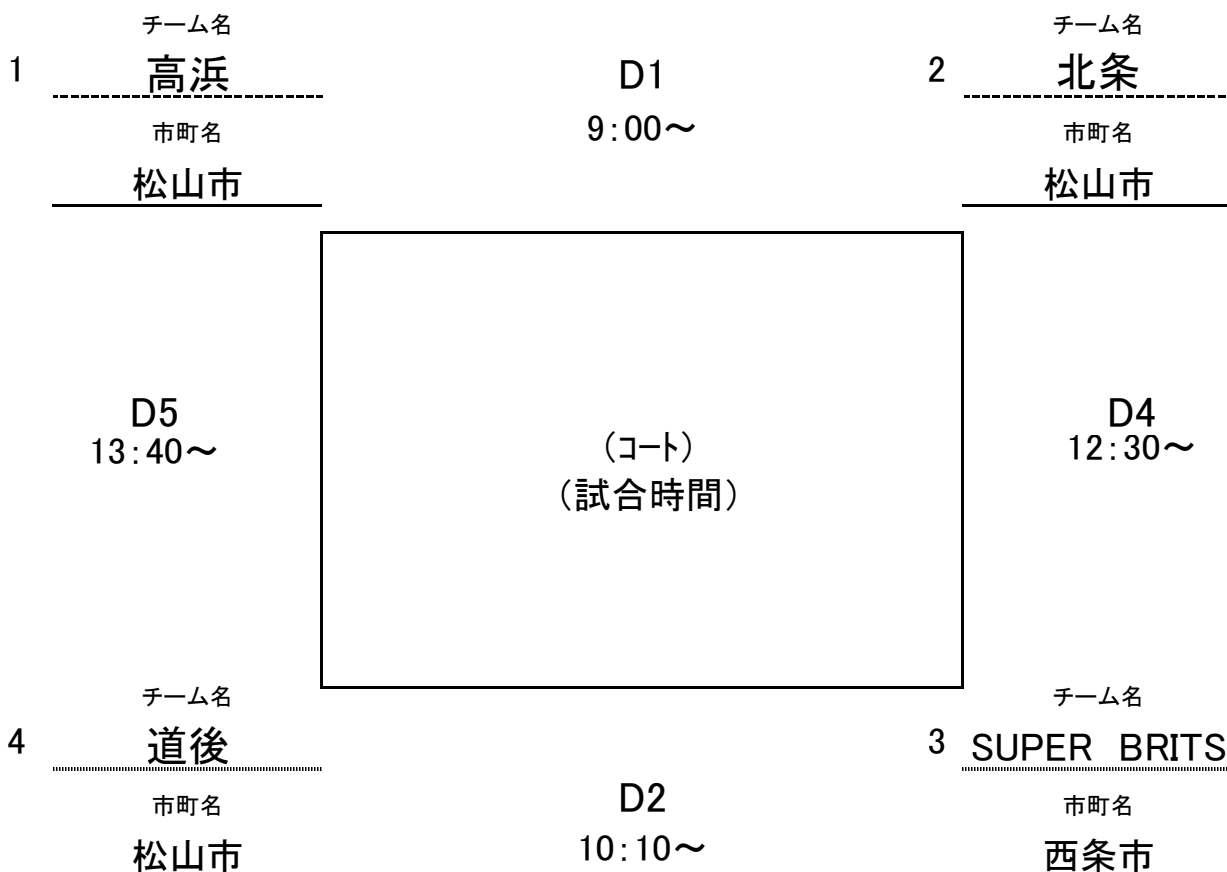 チーム名
チーム名
1 高浜
D1
2 北条
9:00～
市町名
市町名
松山市
松山市
D5
13:40～
D4
12:30～
（コート）
（試合時間）
チーム名
チーム名
4 道後
3 SUPER BRITS
D2
市町名
市町名
10:10～
松山市
西条市